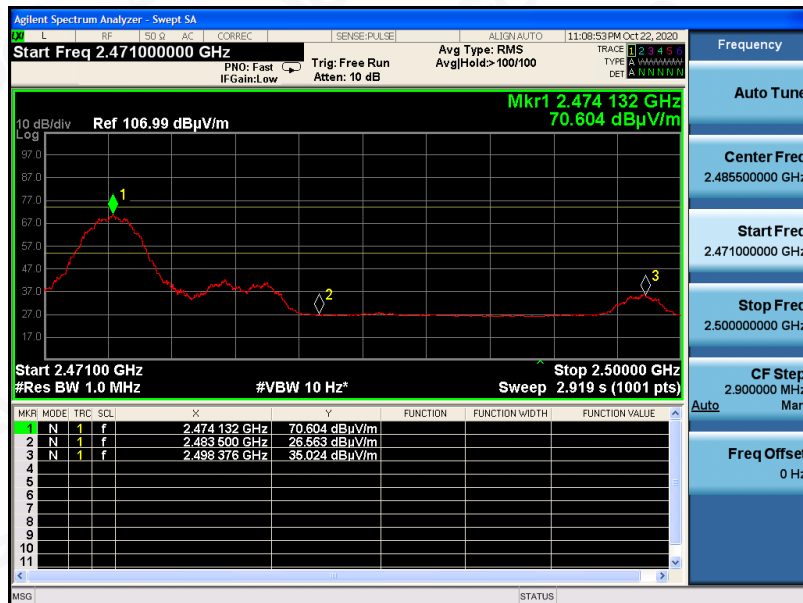 Agilent Spectrum Analyzer - Swept SA
L RF 50 Ω AC CORREC SENSE:PULSE ALIGN AUTO 11:08:53 PM Oct 22, 2020
Start Freq 2.471000000 GHz
PNO: Fast
IFGain:Low
Trig: Free Run
Atten: 10 dB
Avg Type: RMS
Avg|Hold:>100/100
TRACE 1 2 3 4 5 6
TYPE A
DET A N N N N N
Mkr1 2.474 132 GHz
70.604 dBµV/m
10 dB/div
Log
Ref 106.99 dBµV/m
97.0
87.0
77.0
67.0
57.0
47.0
37.0
27.0
17.0
1
2
3
Start 2.47100 GHz
Stop 2.50000 GHz
#Res BW 1.0 MHz
#VBW 10 Hz*
Sweep 2.919 s (1001 pts)
MKR MODE TRC SCL X Y FUNCTION FUNCTION WIDTH FUNCTION VALUE
1 N 1 f 2.474 132 GHz 70.604 dBµV/m
2 N 1 f 2.483 500 GHz 26.563 dBµV/m
3 N 1 f 2.498 376 GHz 35.024 dBµV/m
4
5
6
7
8
9
10
11
MSG
STATUS
Frequency
Auto Tune
Center Freq
2.485500000 GHz
Start Freq
2.471000000 GHz
Stop Freq
2.500000000 GHz
CF Step
2.900000 MHz
Auto Man
Freq Offset
0 Hz